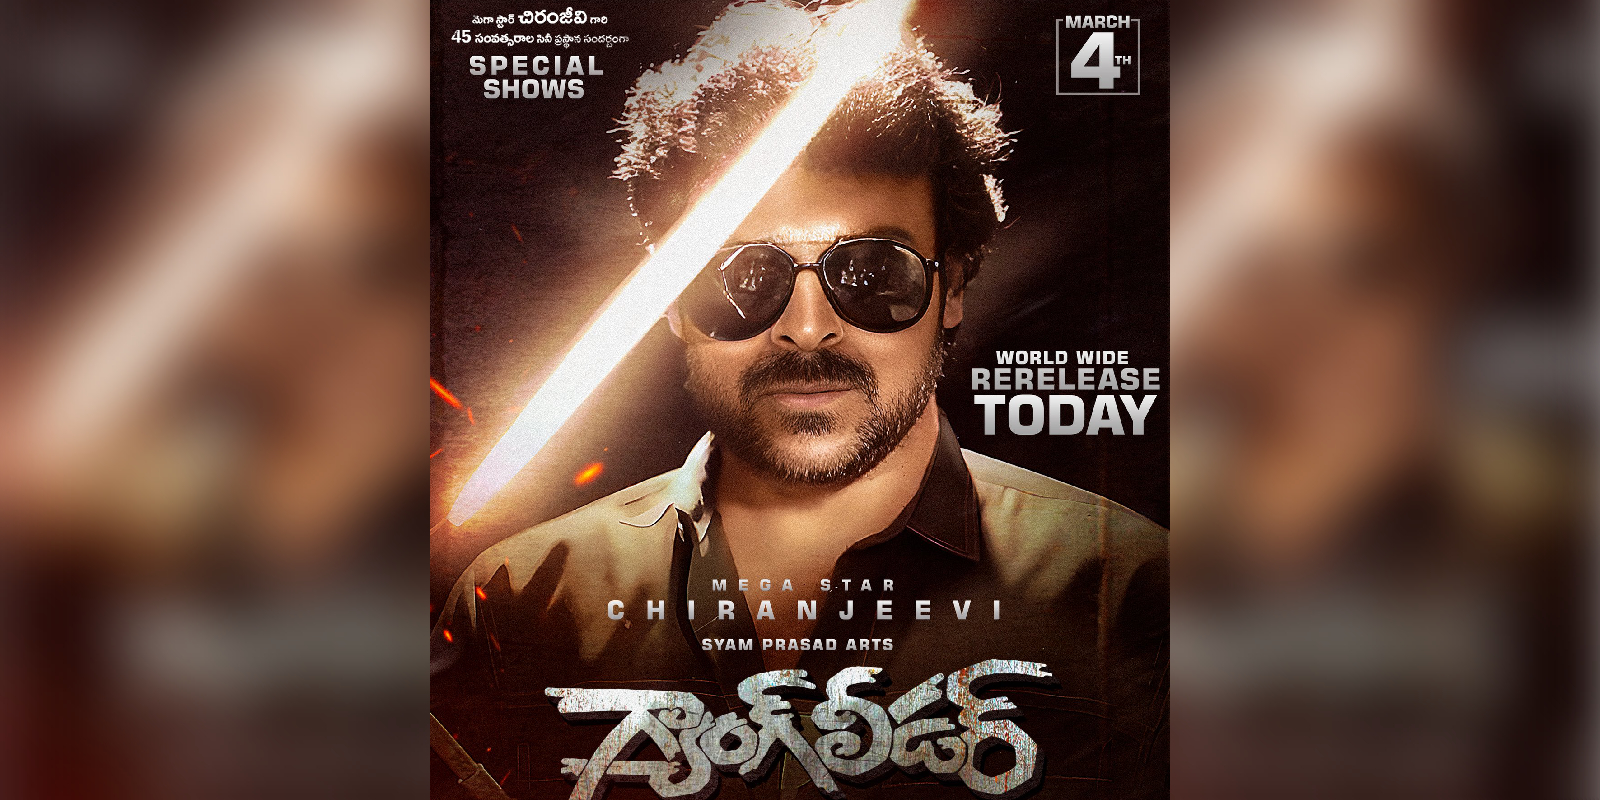 మెగా స్టార్ చిరంజీవి గారి
45 సంవత్సరాల సినీ ప్రస్థాన సందర్భంగా
SPECIAL
SHOWS
MARCH
4TH
WORLD WIDE
RERELEASE
TODAY
MEGA STAR
CHIRANJEEVI
SYAM PRASAD ARTS
గ్యాంగ్ లీడర్